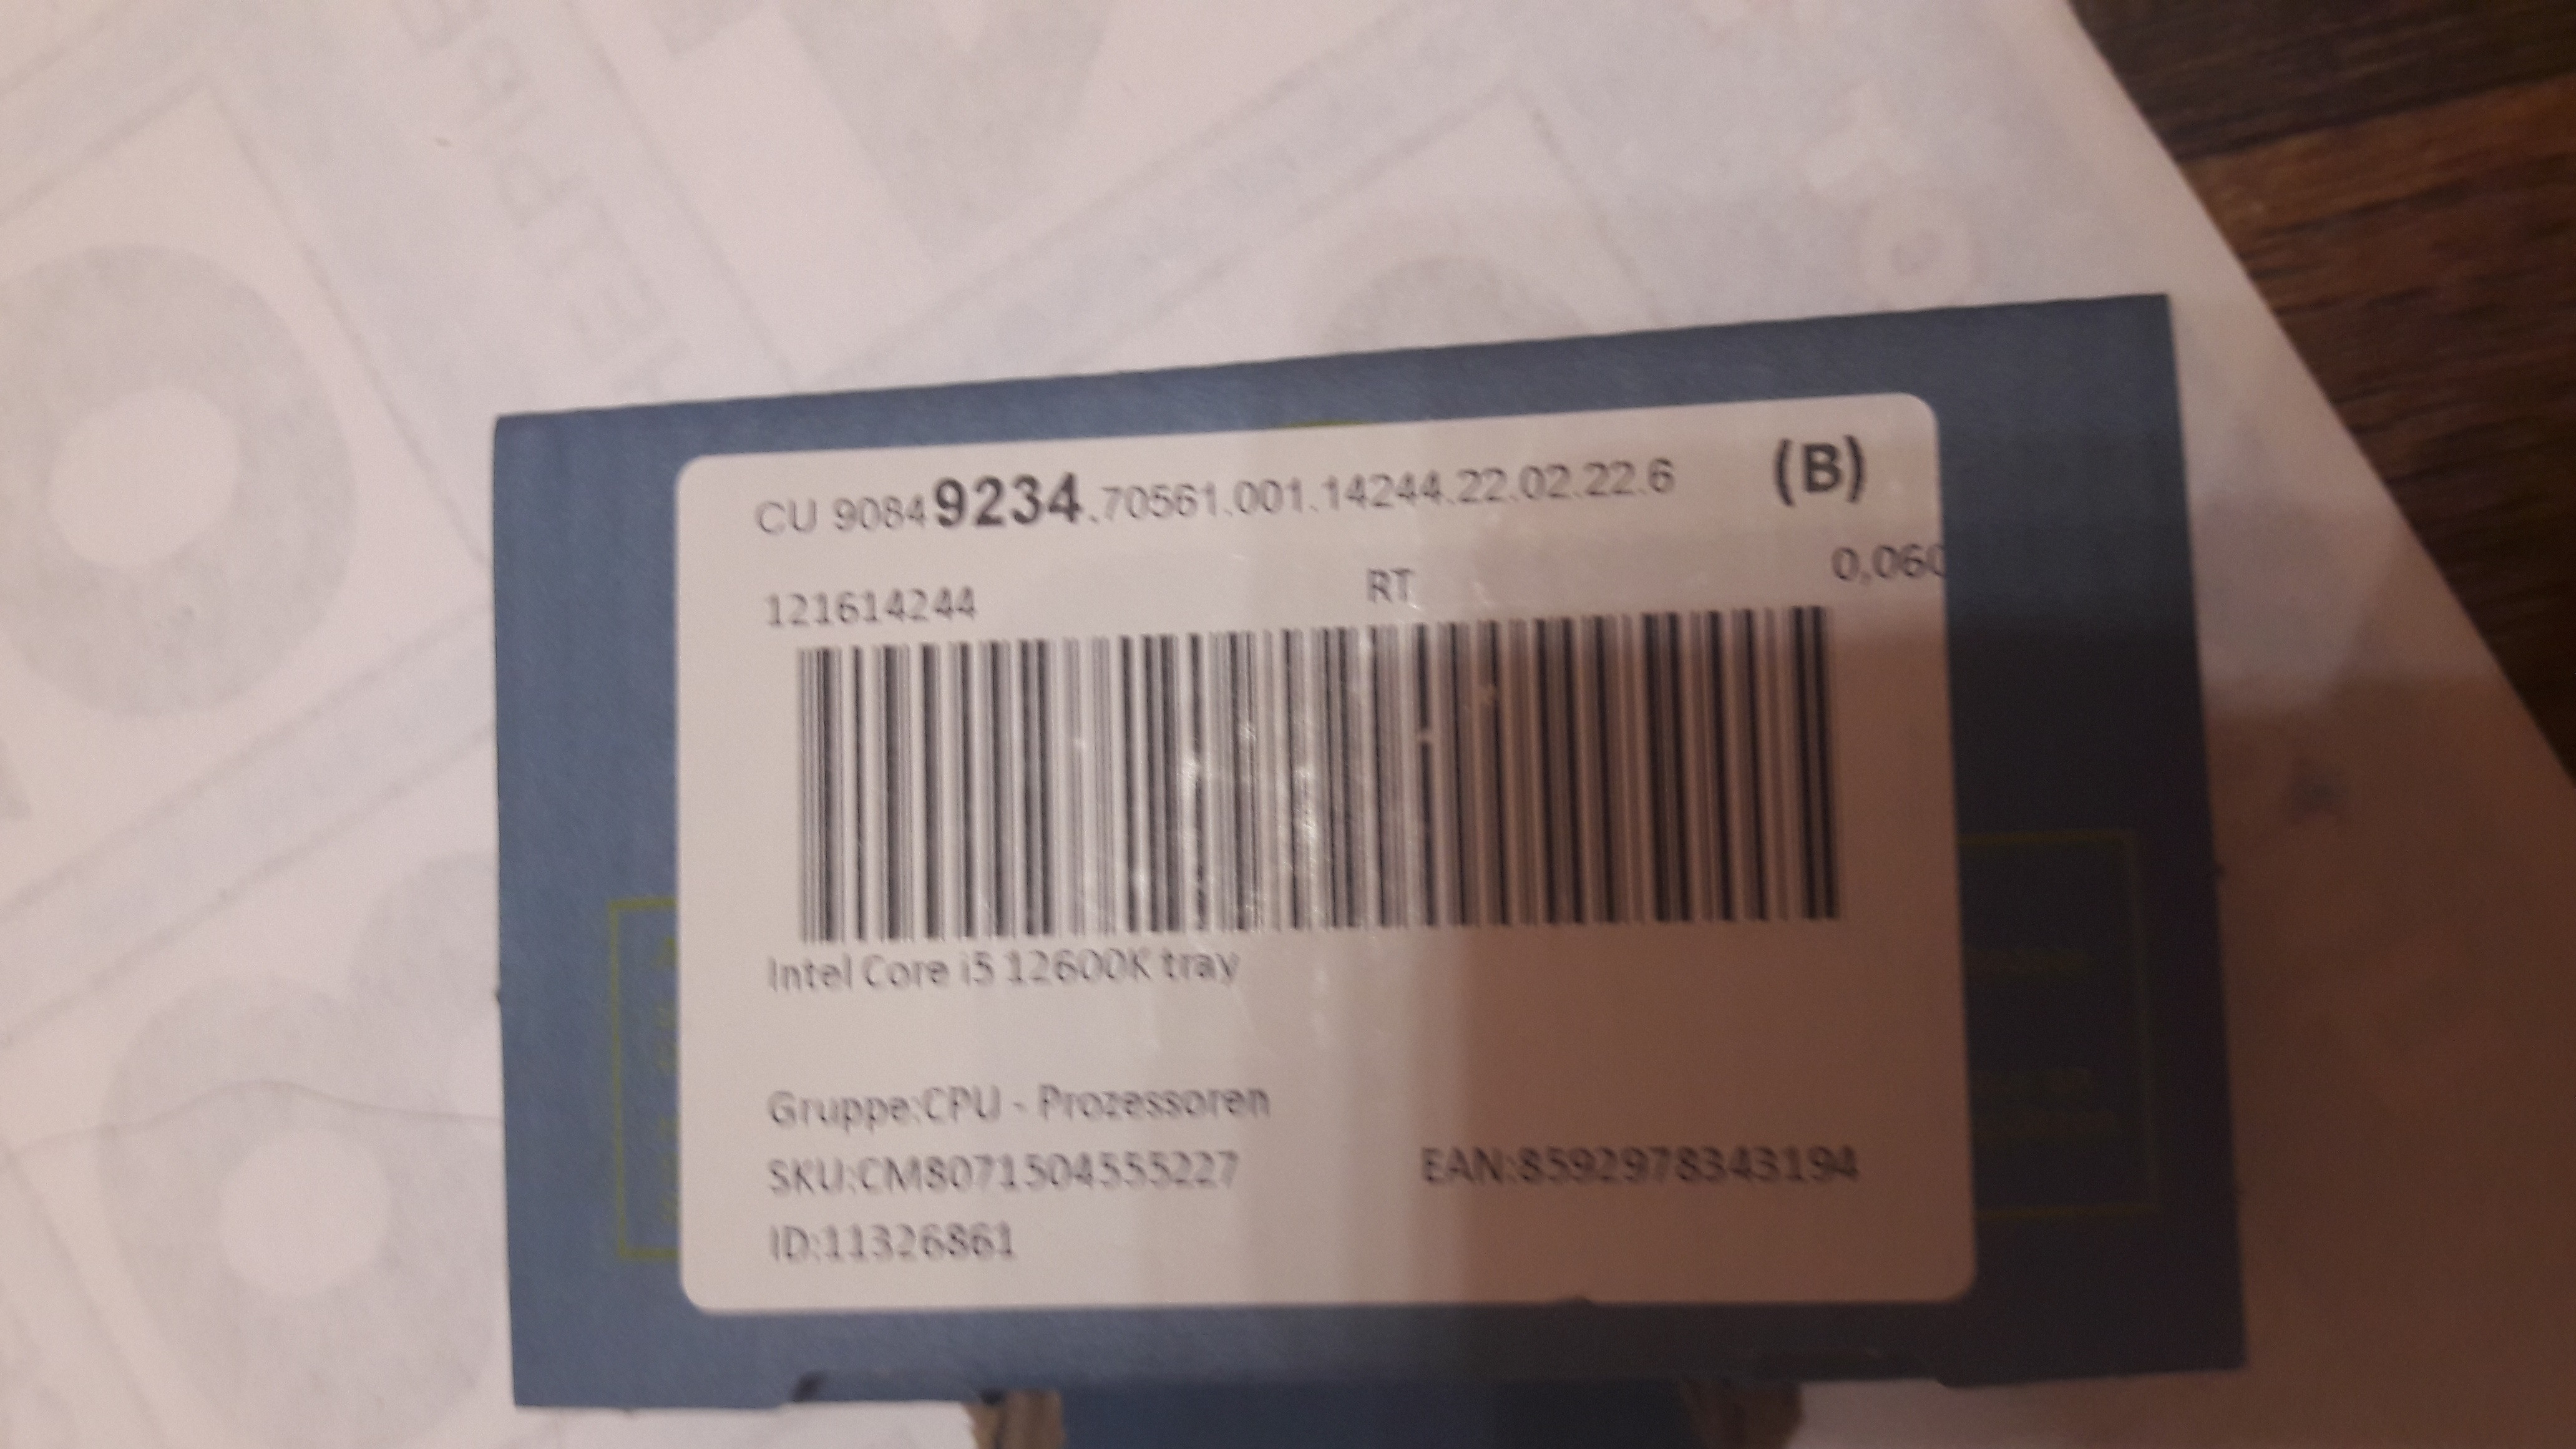 CU 90849234.70561.001.14244.22.02.22.6 (B)
121614244 RT 0,060
Intel Core i5 12600K tray
Gruppe:CPU - Prozessoren
SKU:CM8071504555227 EAN:8592978343194
ID:11326861